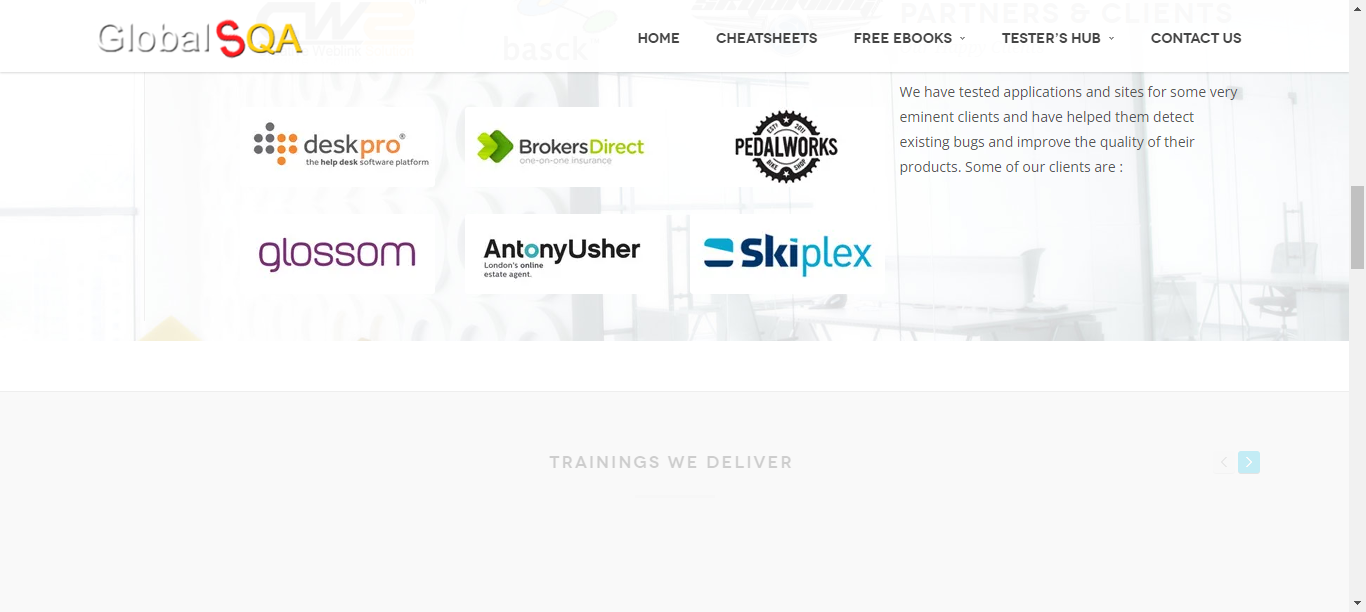 GlobalSQA
HOME
CHEATSHEETS
FREE EBOOKS
TESTER'S HUB
CONTACT US
basck
PARTNERS & CLIENTS
We have tested applications and sites for some very
eminent clients and have helped them detect
existing bugs and improve the quality of their
products. Some of our clients are :
deskpro®
the help desk software platform
BrokersDirect
one-on-one insurance
ESTD 2011
PEDALWORKS
BIKE SHOP
glossom
AntonyUsher
London's online
estate agent.
Skiplex
TRAININGS WE DELIVER